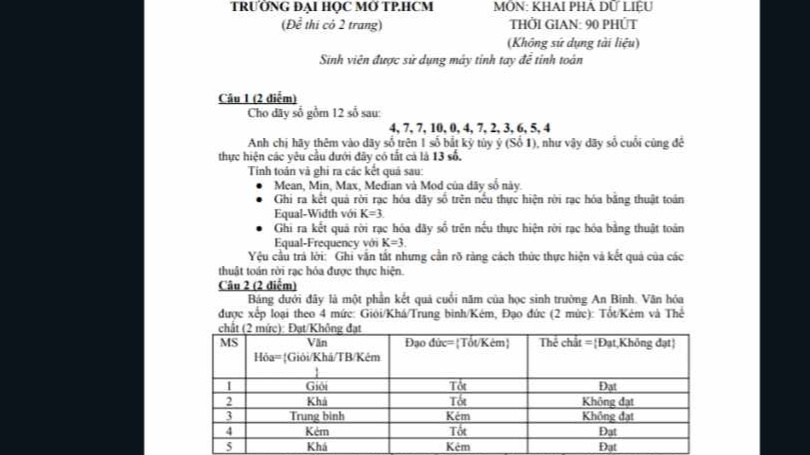 TRƯỜNG ĐẠI HỌC MỞ TP.HCM
MÔN: KHAI PHÁ DỮ LIỆU
(Đề thi có 2 trang)
THỜI GIAN: 90 PHÚT
(Không sử dụng tài liệu)
Sinh viên được sử dụng máy tính tay để tính toán
Câu 1 (2 điểm)
Cho dãy số gồm 12 số sau:
4, 7, 7, 10, 0, 4, 7, 2, 3, 6, 5, 4
Anh chị hãy thêm vào dãy số trên 1 số bất kỳ tùy ý (Số 1), như vậy dãy số cuối cùng để
thực hiện các yêu cầu dưới đây có tất cả là 13 số.
Tính toán và ghi ra các kết quả sau:
• Mean, Min, Max, Median và Mod của dãy số này.
• Ghi ra kết quả rời rạc hóa dãy số trên nếu thực hiện rời rạc hóa bằng thuật toán
Equal-Width với K=3.
• Ghi ra kết quả rời rạc hóa dãy số trên nếu thực hiện rời rạc hóa bằng thuật toán
Equal-Frequency với K=3.
Yêu cầu trả lời: Ghi vắn tắt nhưng cần rõ ràng cách thức thực hiện và kết quả của các
thuật toán rời rạc hóa được thực hiện.
Câu 2 (2 điểm)
Bảng dưới đây là một phần kết quả cuối năm của học sinh trường An Bình. Văn hóa
được xếp loại theo 4 mức: Giỏi/Khá/Trung bình/Kém, Đạo đức (2 mức): Tốt/Kém và Thể
chất (2 mức): Đạt/Không đạt
MS Văn Đạo đức={Tốt/Kém} Thể chất ={Đạt,Không đạt}
Hóa={Giỏi/Khá/TB/Kém
}
1 Giỏi Tốt Đạt
2 Khá Tốt Không đạt
3 Trung bình Kém Không đạt
4 Kém Tốt Đạt
5 Khá Kém Đạt